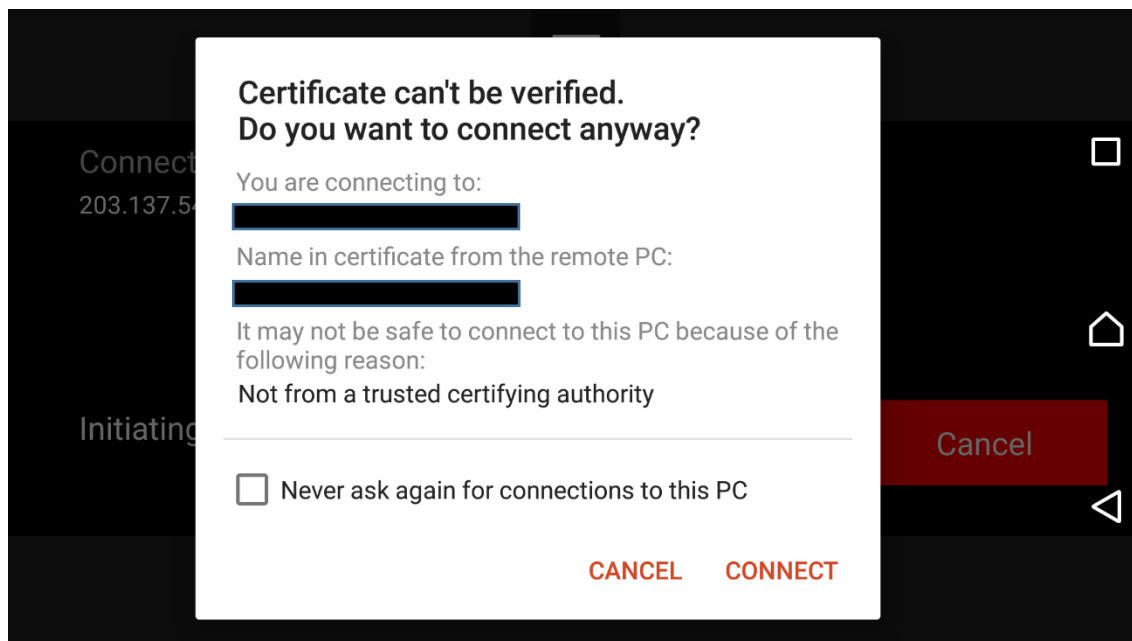 Certificate can't be verified.
Do you want to connect anyway?
Connect
203.137.54
You are connecting to:
Name in certificate from the remote PC:
It may not be safe to connect to this PC because of the
following reason:
Not from a trusted certifying authority
Initiating
Cancel
Never ask again for connections to this PC
CANCEL CONNECT